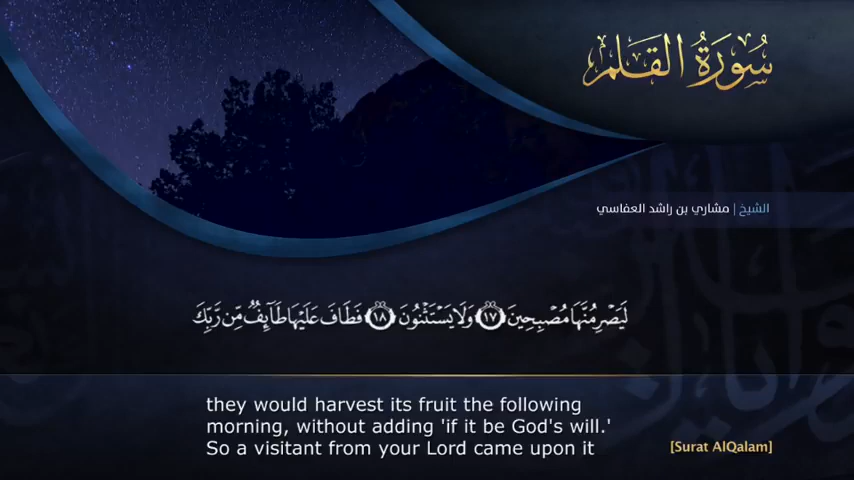 سُورَةُ القَلَم
الشيخ | مشاري بن راشد العفاسي
لَيَصْرِمُنَّهَا مُصْبِحِينَ ١٧ وَلَا يَسْتَثْنُونَ ١٨ فَطَافَ عَلَيْهَا طَآئِفٌ مِّن رَّبِّكَ
they would harvest its fruit the following
morning, without adding 'if it be God's will.'
So a visitant from your Lord came upon it
[Surat AlQalam]